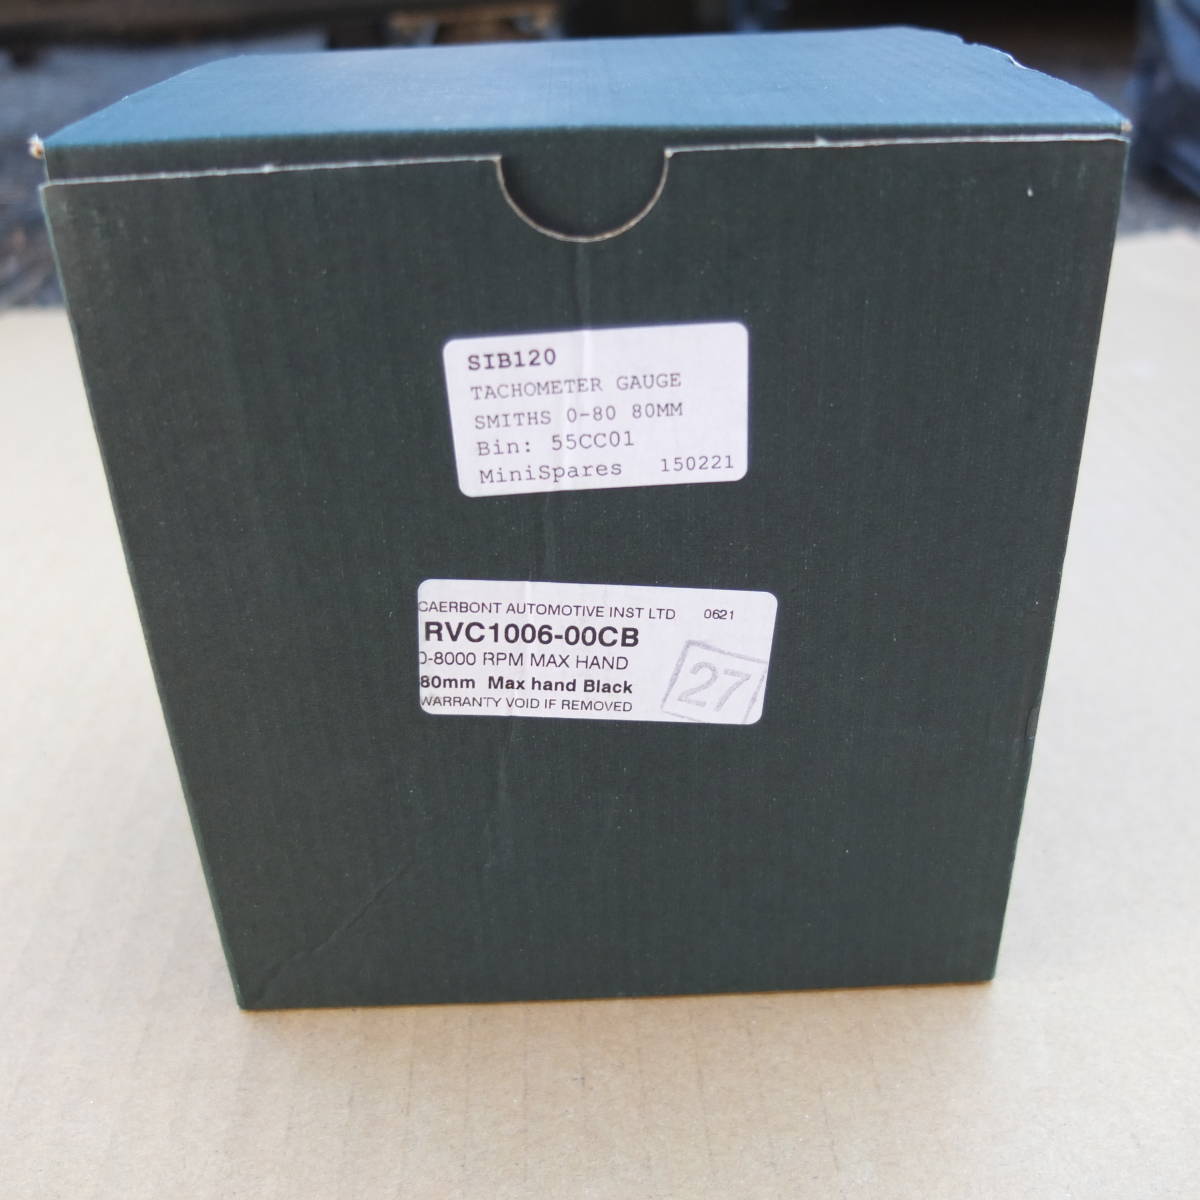 SIB120
TACHOMETER GAUGE
SMITHS 0-80 80MM
Bin: 55CC01
MiniSpares 150221
CAERBONT AUTOMOTIVE INST LTD 0621
RVC1006-00CB
0-8000 RPM MAX HAND
80mm Max hand Black
WARRANTY VOID IF REMOVED
27